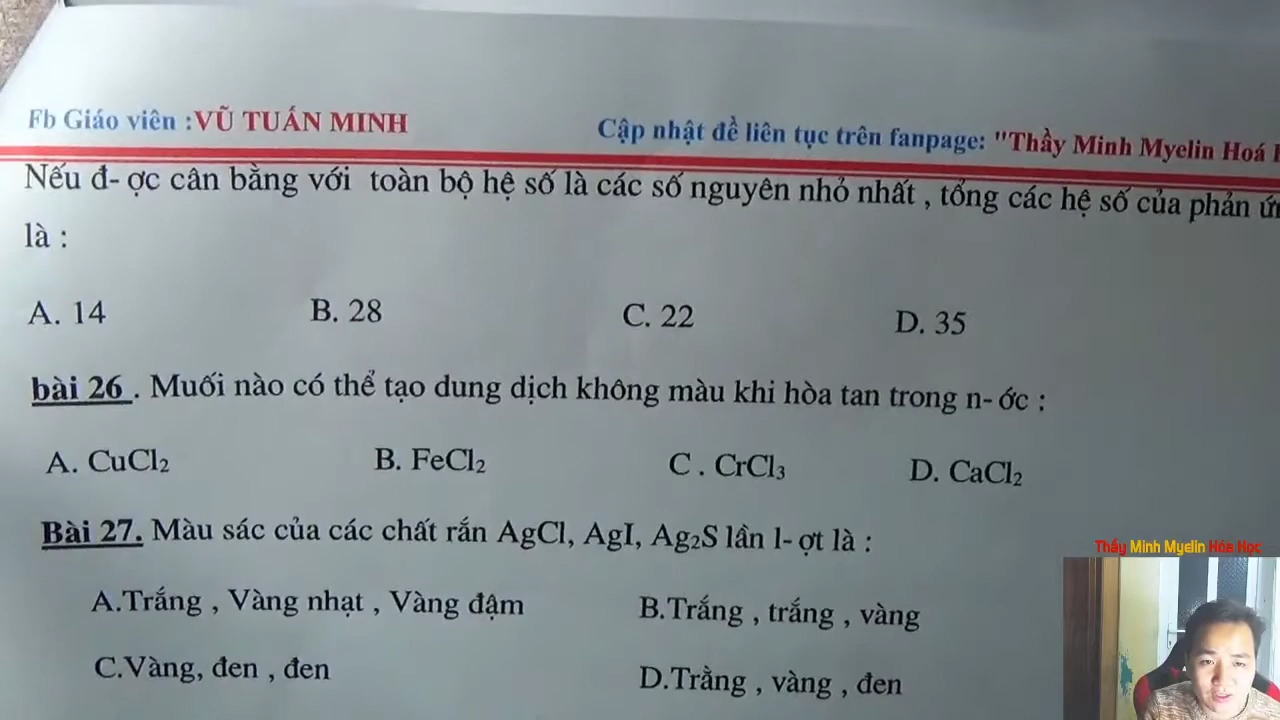 Fb Giáo viên :VŨ TUẤN MINH Cập nhật đề liên tục trên fanpage: "Thầy Minh Myelin Hoá
Nếu đ- ợc cân bằng với toàn bộ hệ số là các số nguyên nhỏ nhất , tổng các hệ số của phản
là :
A. 14 B. 28 C. 22 D. 35
bài 26 . Muối nào có thể tạo dung dịch không màu khi hòa tan trong n- ớc :
A. CuCl₂ B. FeCl₂ C . CrCl₃ D. CaCl₂
Bài 27. Màu sác của các chất rắn AgCl, AgI, Ag₂S lần l- ợt là :
Thầy Minh Myelin Hóa Học
A.Trắng , Vàng nhạt , Vàng đậm B.Trắng , trắng , vàng
C.Vàng, đen , đen D.Trằng , vàng , đen